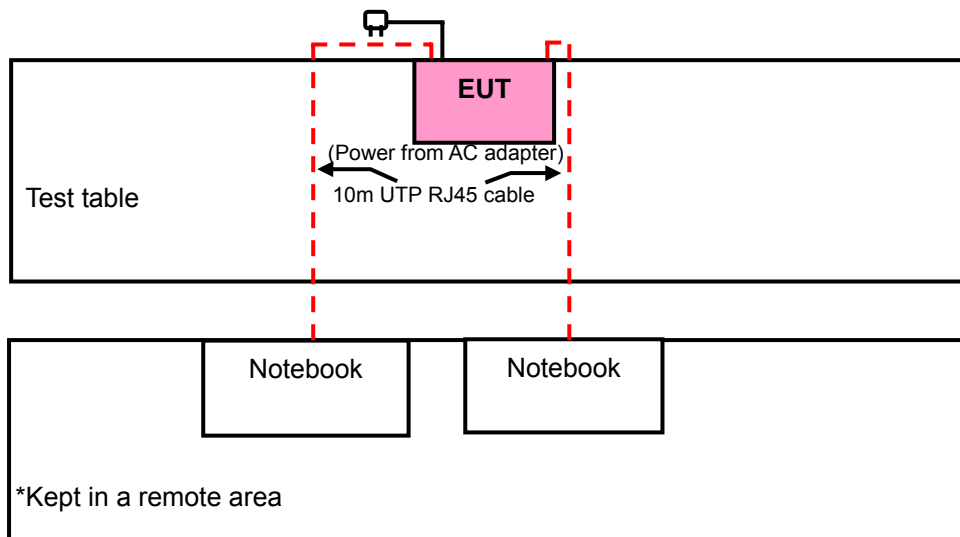 EUT
(Power from AC adapter)
10m UTP RJ45 cable
Test table
Notebook
Notebook
*Kept in a remote area